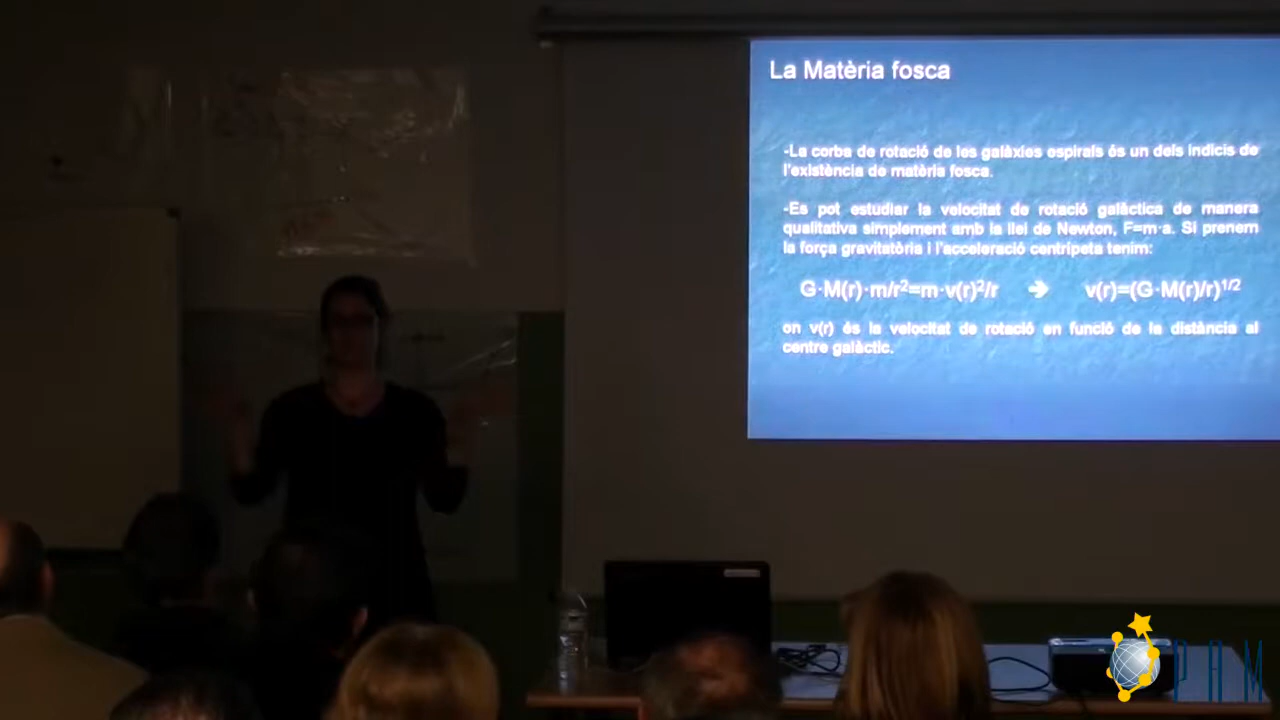 La Matèria fosca
-La corba de rotació de les galàxies espirals és un dels indicis de
l'existència de matèria fosca.
-Es pot estudiar la velocitat de rotació galàctica de manera
qualitativa simplement amb la llei de Newton, F=m·a. Si prenem
la força gravitatòria i l'acceleració centrípeta tenim:
G·M(r)·m/r²=m·v(r)²/r ➔ v(r)=(G·M(r)/r)^1/2
on v(r) és la velocitat de rotació en funció de la distància al
centre galàctic.
PAM